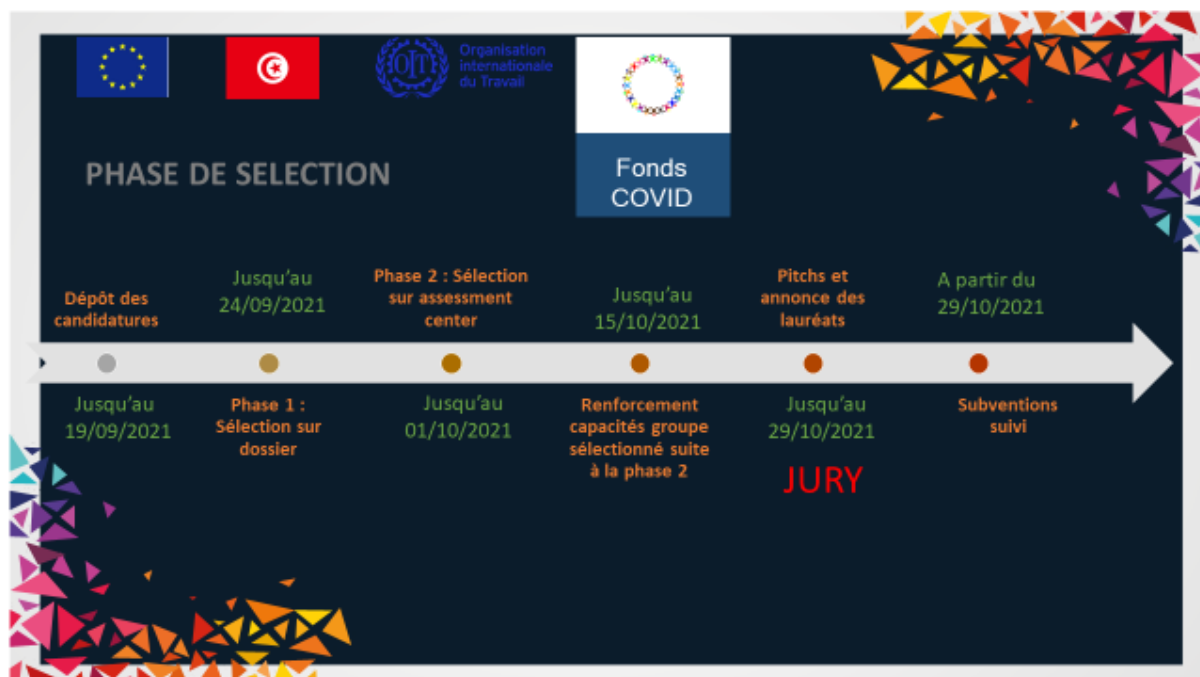 OIT
Organisation
internationale
du Travail
Fonds
COVID
PHASE DE SELECTION
Dépôt des
candidatures
Jusqu'au
19/09/2021
Jusqu'au
24/09/2021
Phase 1 :
Sélection sur
dossier
Phase 2 : Sélection
sur assessment
center
Jusqu'au
01/10/2021
Jusqu'au
15/10/2021
Renforcement
capacités groupe
sélectionné suite
à la phase 2
Pitchs et
annonce des
lauréats
Jusqu'au
29/10/2021
JURY
A partir du
29/10/2021
Subventions
suivi